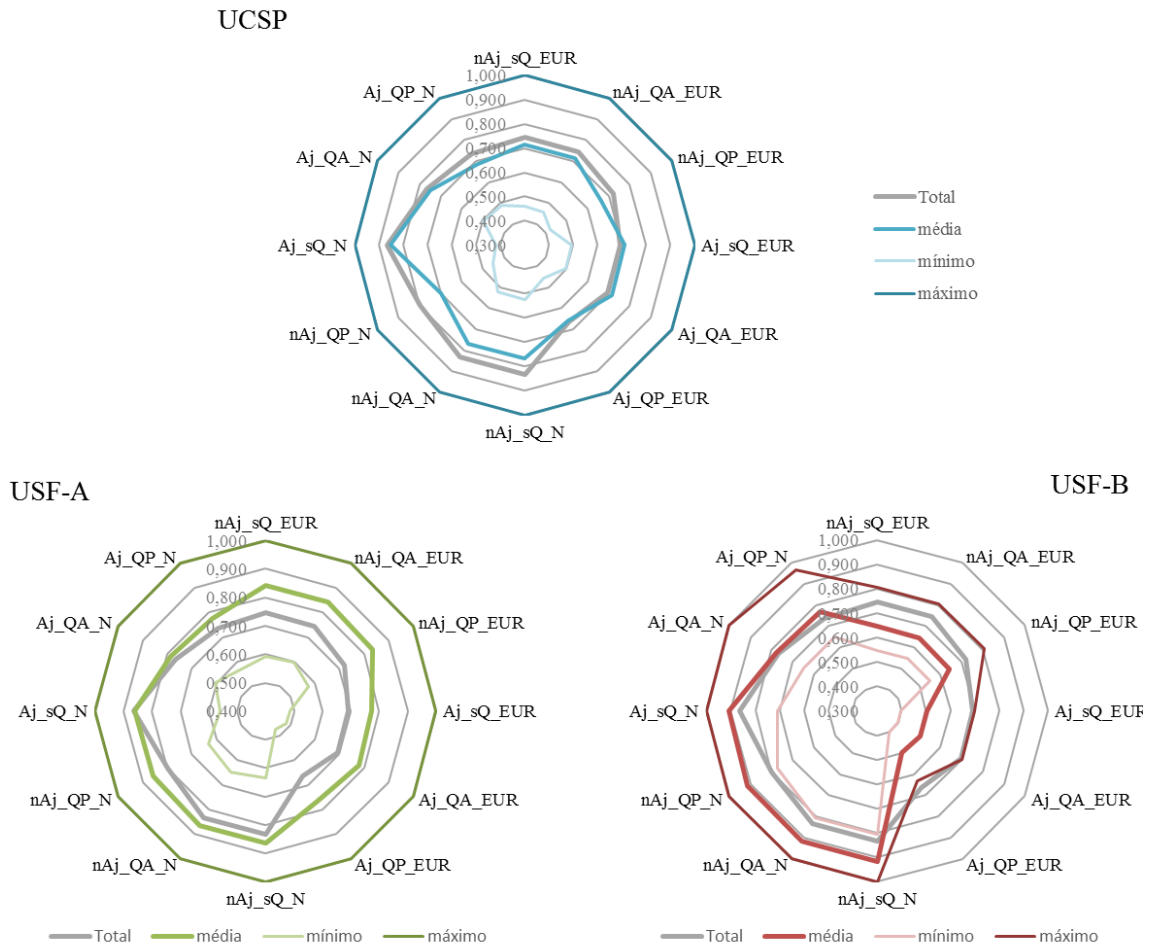 UCSP
nAj_sQ_EUR
1,000
nAj_QA_EUR
Aj_QP_N
0,900
0,800
Aj_QA_N
nAj_QP_EUR
0,700
0,600
Total
0,500
média
0,400
Aj_sQ_N
0,300
Aj_sQ_EUR
mínimo
máximo
nAj_QP_N
Aj_QA_EUR
nAj_QA_N
Aj_QP_EUR
nAj_sQ_N
USF-A
nAj_sQ_EUR
1,000
Aj_QP_N
nAj_QA_EUR
0,900
0,800
Aj_QA_N
nAj_QP_EUR
0,700
0,600
0,500
Aj_sQ_N
0,400
Aj_sQ_EUR
nAj_QP_N
Aj_QA_EUR
nAj_QA_N
Aj_QP_EUR
nAj_sQ_N
Total média mínimo máximo
USF-B
nAj_sQ_EUR
1,000
Aj_QP_N
nAj_QA_EUR
0,900
0,800
Aj_QA_N
nAj_QP_EUR
0,700
0,600
0,500
0,400
Aj_sQ_N
0,300
Aj_sQ_EUR
nAj_QP_N
Aj_QA_EUR
nAj_QA_N
Aj_QP_EUR
nAj_sQ_N
Total média mínimo máximo